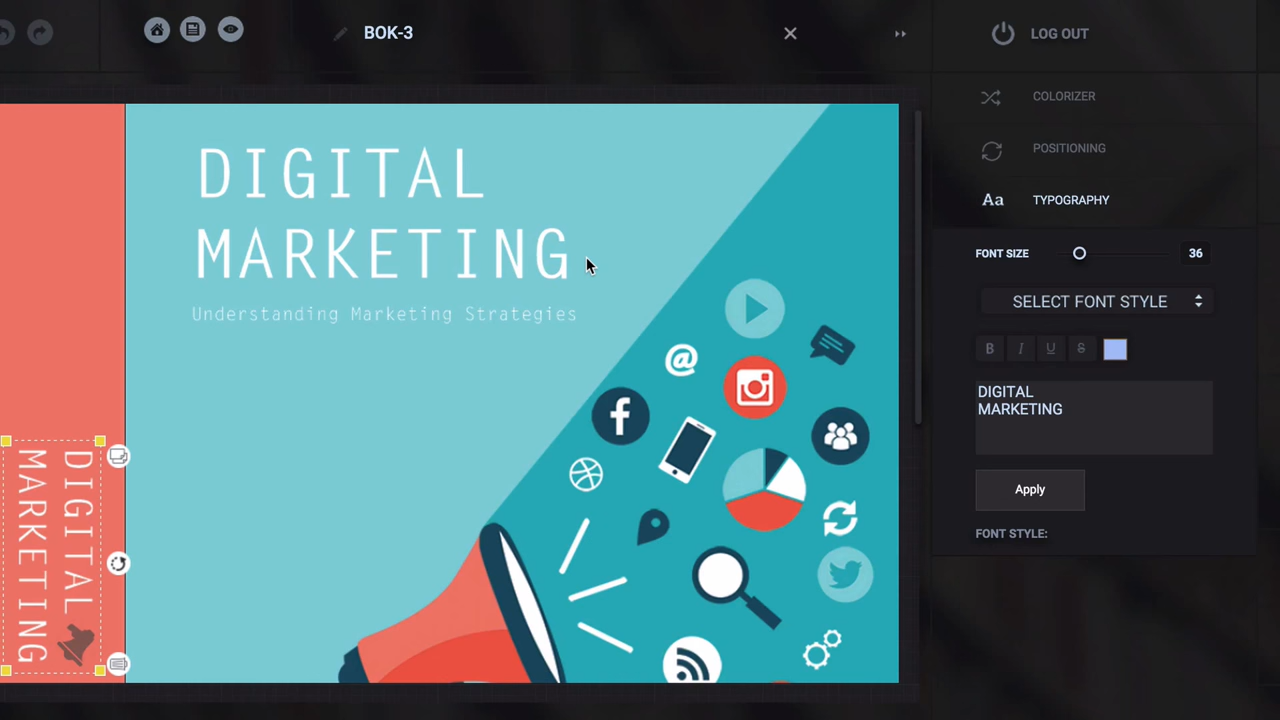 BOK-3
LOG OUT
COLORIZER
POSITIONING
Aa TYPOGRAPHY
FONT SIZE 36
SELECT FONT STYLE
B I U S
DIGITAL
MARKETING
Apply
FONT STYLE:
DIGITAL
MARKETING
Understanding Marketing Strategies
@
f
DIGITAL
MARKETING